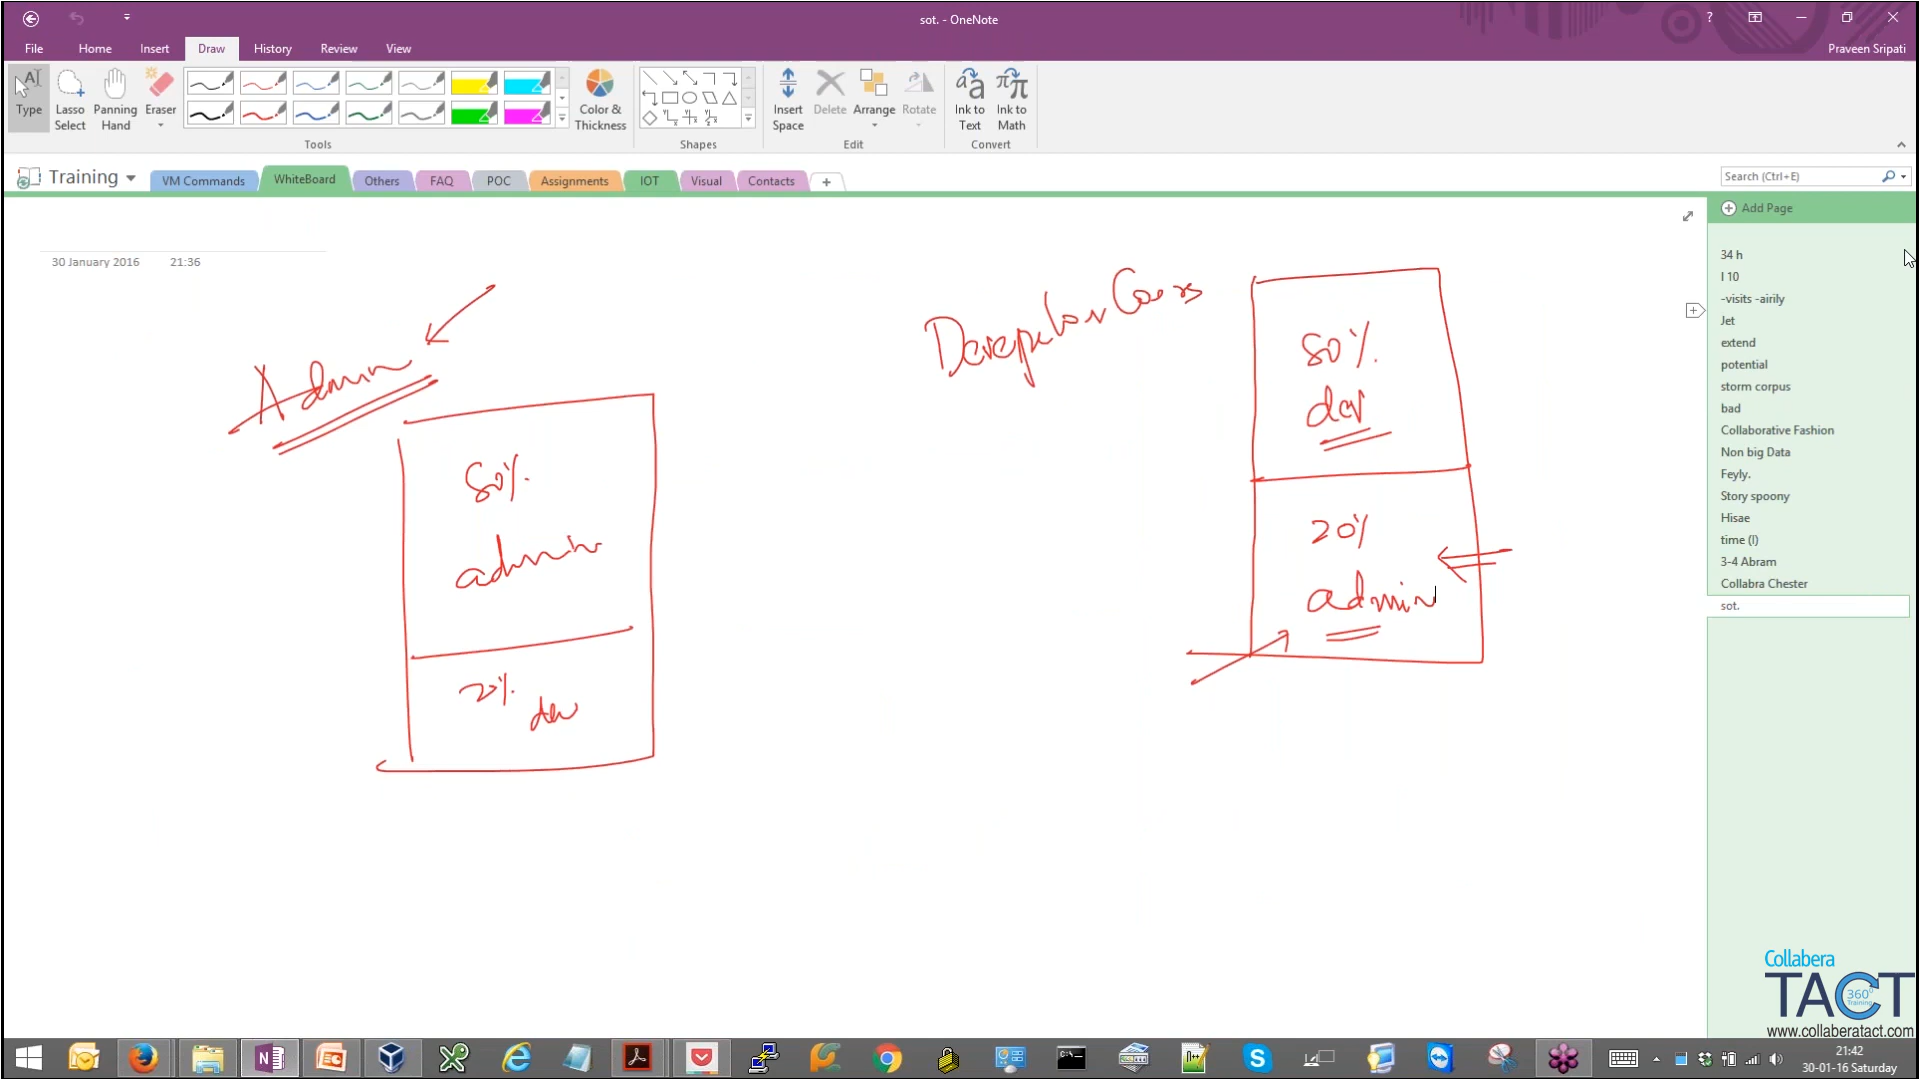 sot. - OneNote
?
File Home Insert Draw History Review View
Praveen Sripati
Type
Lasso Select
Panning Hand
Eraser
Color & Thickness
Insert Space
Delete
Arrange
Rotate
Ink to Text
Ink to Math
Tools
Shapes
Edit
Convert
Training
VM Commands WhiteBoard Others FAQ POC Assignments IOT Visual Contacts
Search (Ctrl+E)
Add Page
30 January 2016 21:36
34 h
I 10
-visits -airily
Jet
extend
potential
storm corpus
bad
Collaborative Fashion
Non big Data
Feyly.
Story spoony
Hisae
time (l)
3-4 Abram
Collabra Chester
sot.
Admin
80%
admin
20%
dev
80%
dev
20%
admin
Collabera
TACT
360°
Training
www.collaberatact.com
21:42
30-01-16 Saturday